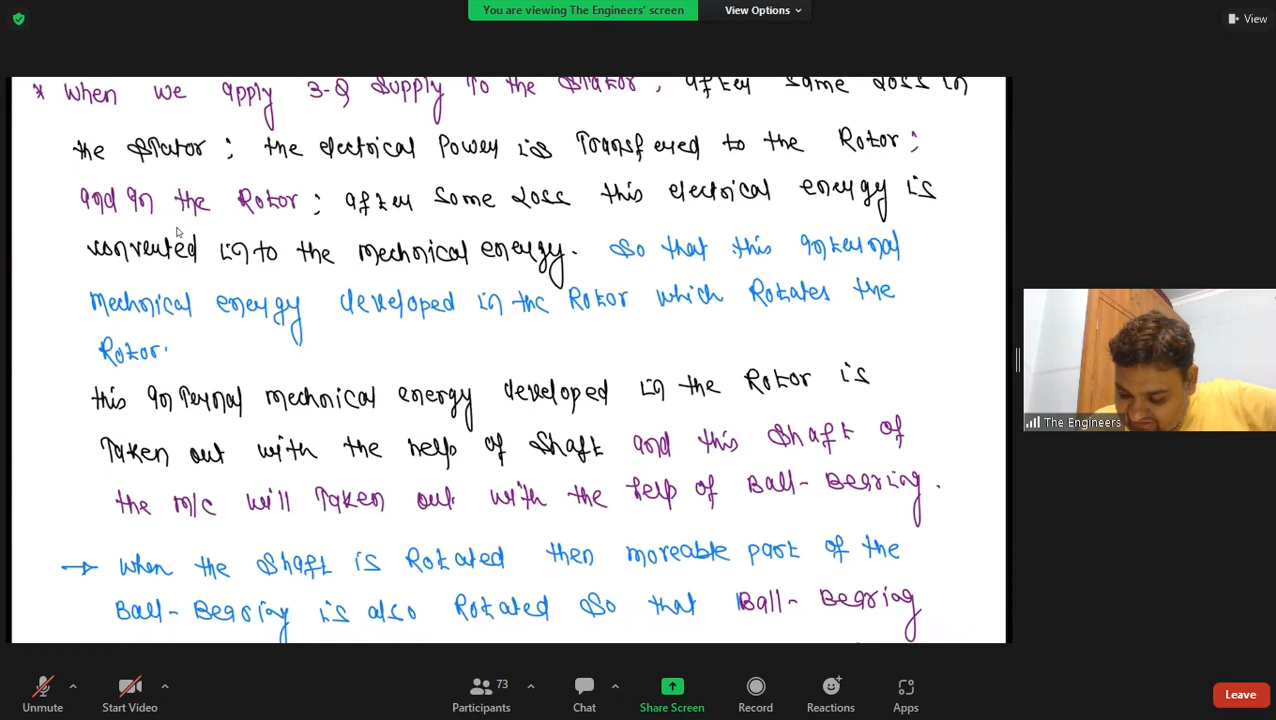 You are viewing The Engineers' screen
View Options
View
* When we apply 3-Q Supply To the Stator, after some Loss in
the Stator; the electrical Power is Transfered to the Rotor;
and in the Rotor; after some Loss this electrical energy is
converted in to the mechnical energy. So that this internal
mechnical energy developed in the Rotor which Rotates the
Rotor.
this internal mechnical energy developed in the Rotor is
Taken out with the help of Shaft and this Shaft of
the M/c will Taken out with the help of Ball-Bearing.
→ When the Shaft is Rotated then moveable part of the
Ball-Bearing is also Rotated So that Ball-Bearing
The Engineers
Unmute
Start Video
73
Participants
Chat
Share Screen
Record
Reactions
Apps
Leave